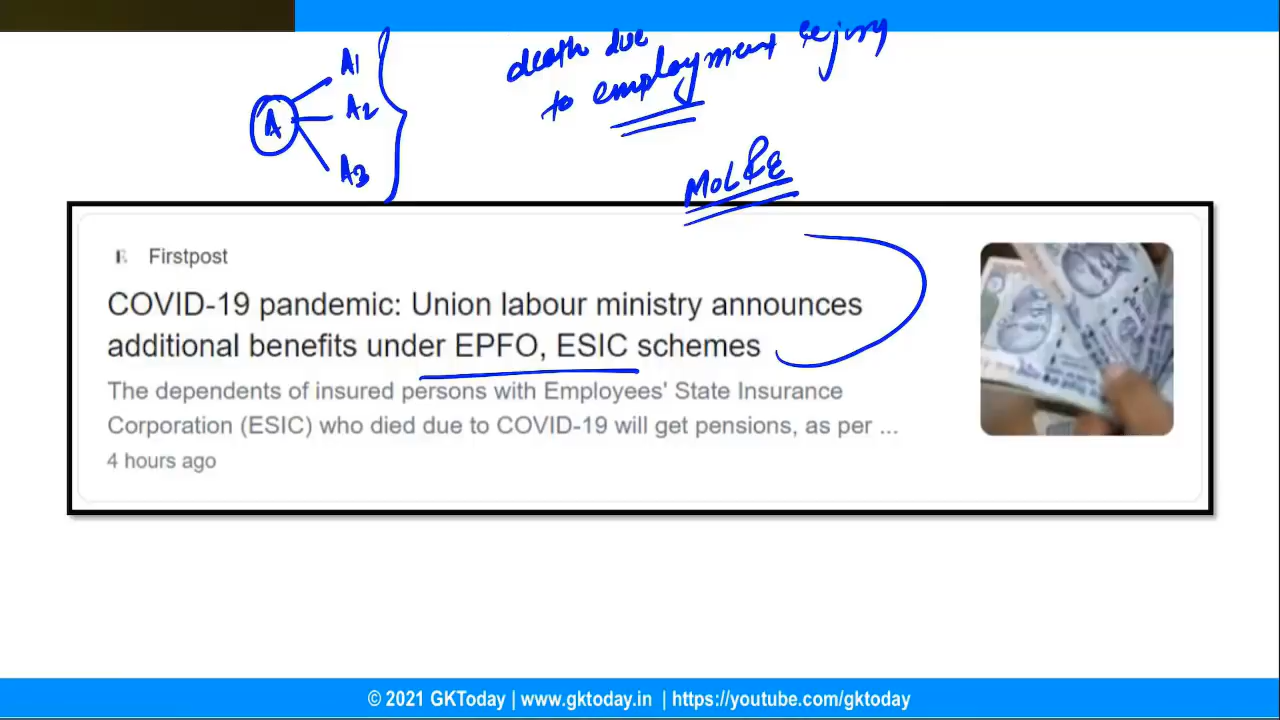 A
A1
A2
A3
death due
to employment injury
MoL&E
Firstpost
COVID-19 pandemic: Union labour ministry announces
additional benefits under EPFO, ESIC schemes
The dependents of insured persons with Employees' State Insurance
Corporation (ESIC) who died due to COVID-19 will get pensions, as per ...
4 hours ago
© 2021 GKToday | www.gktoday.in | https://youtube.com/gktoday